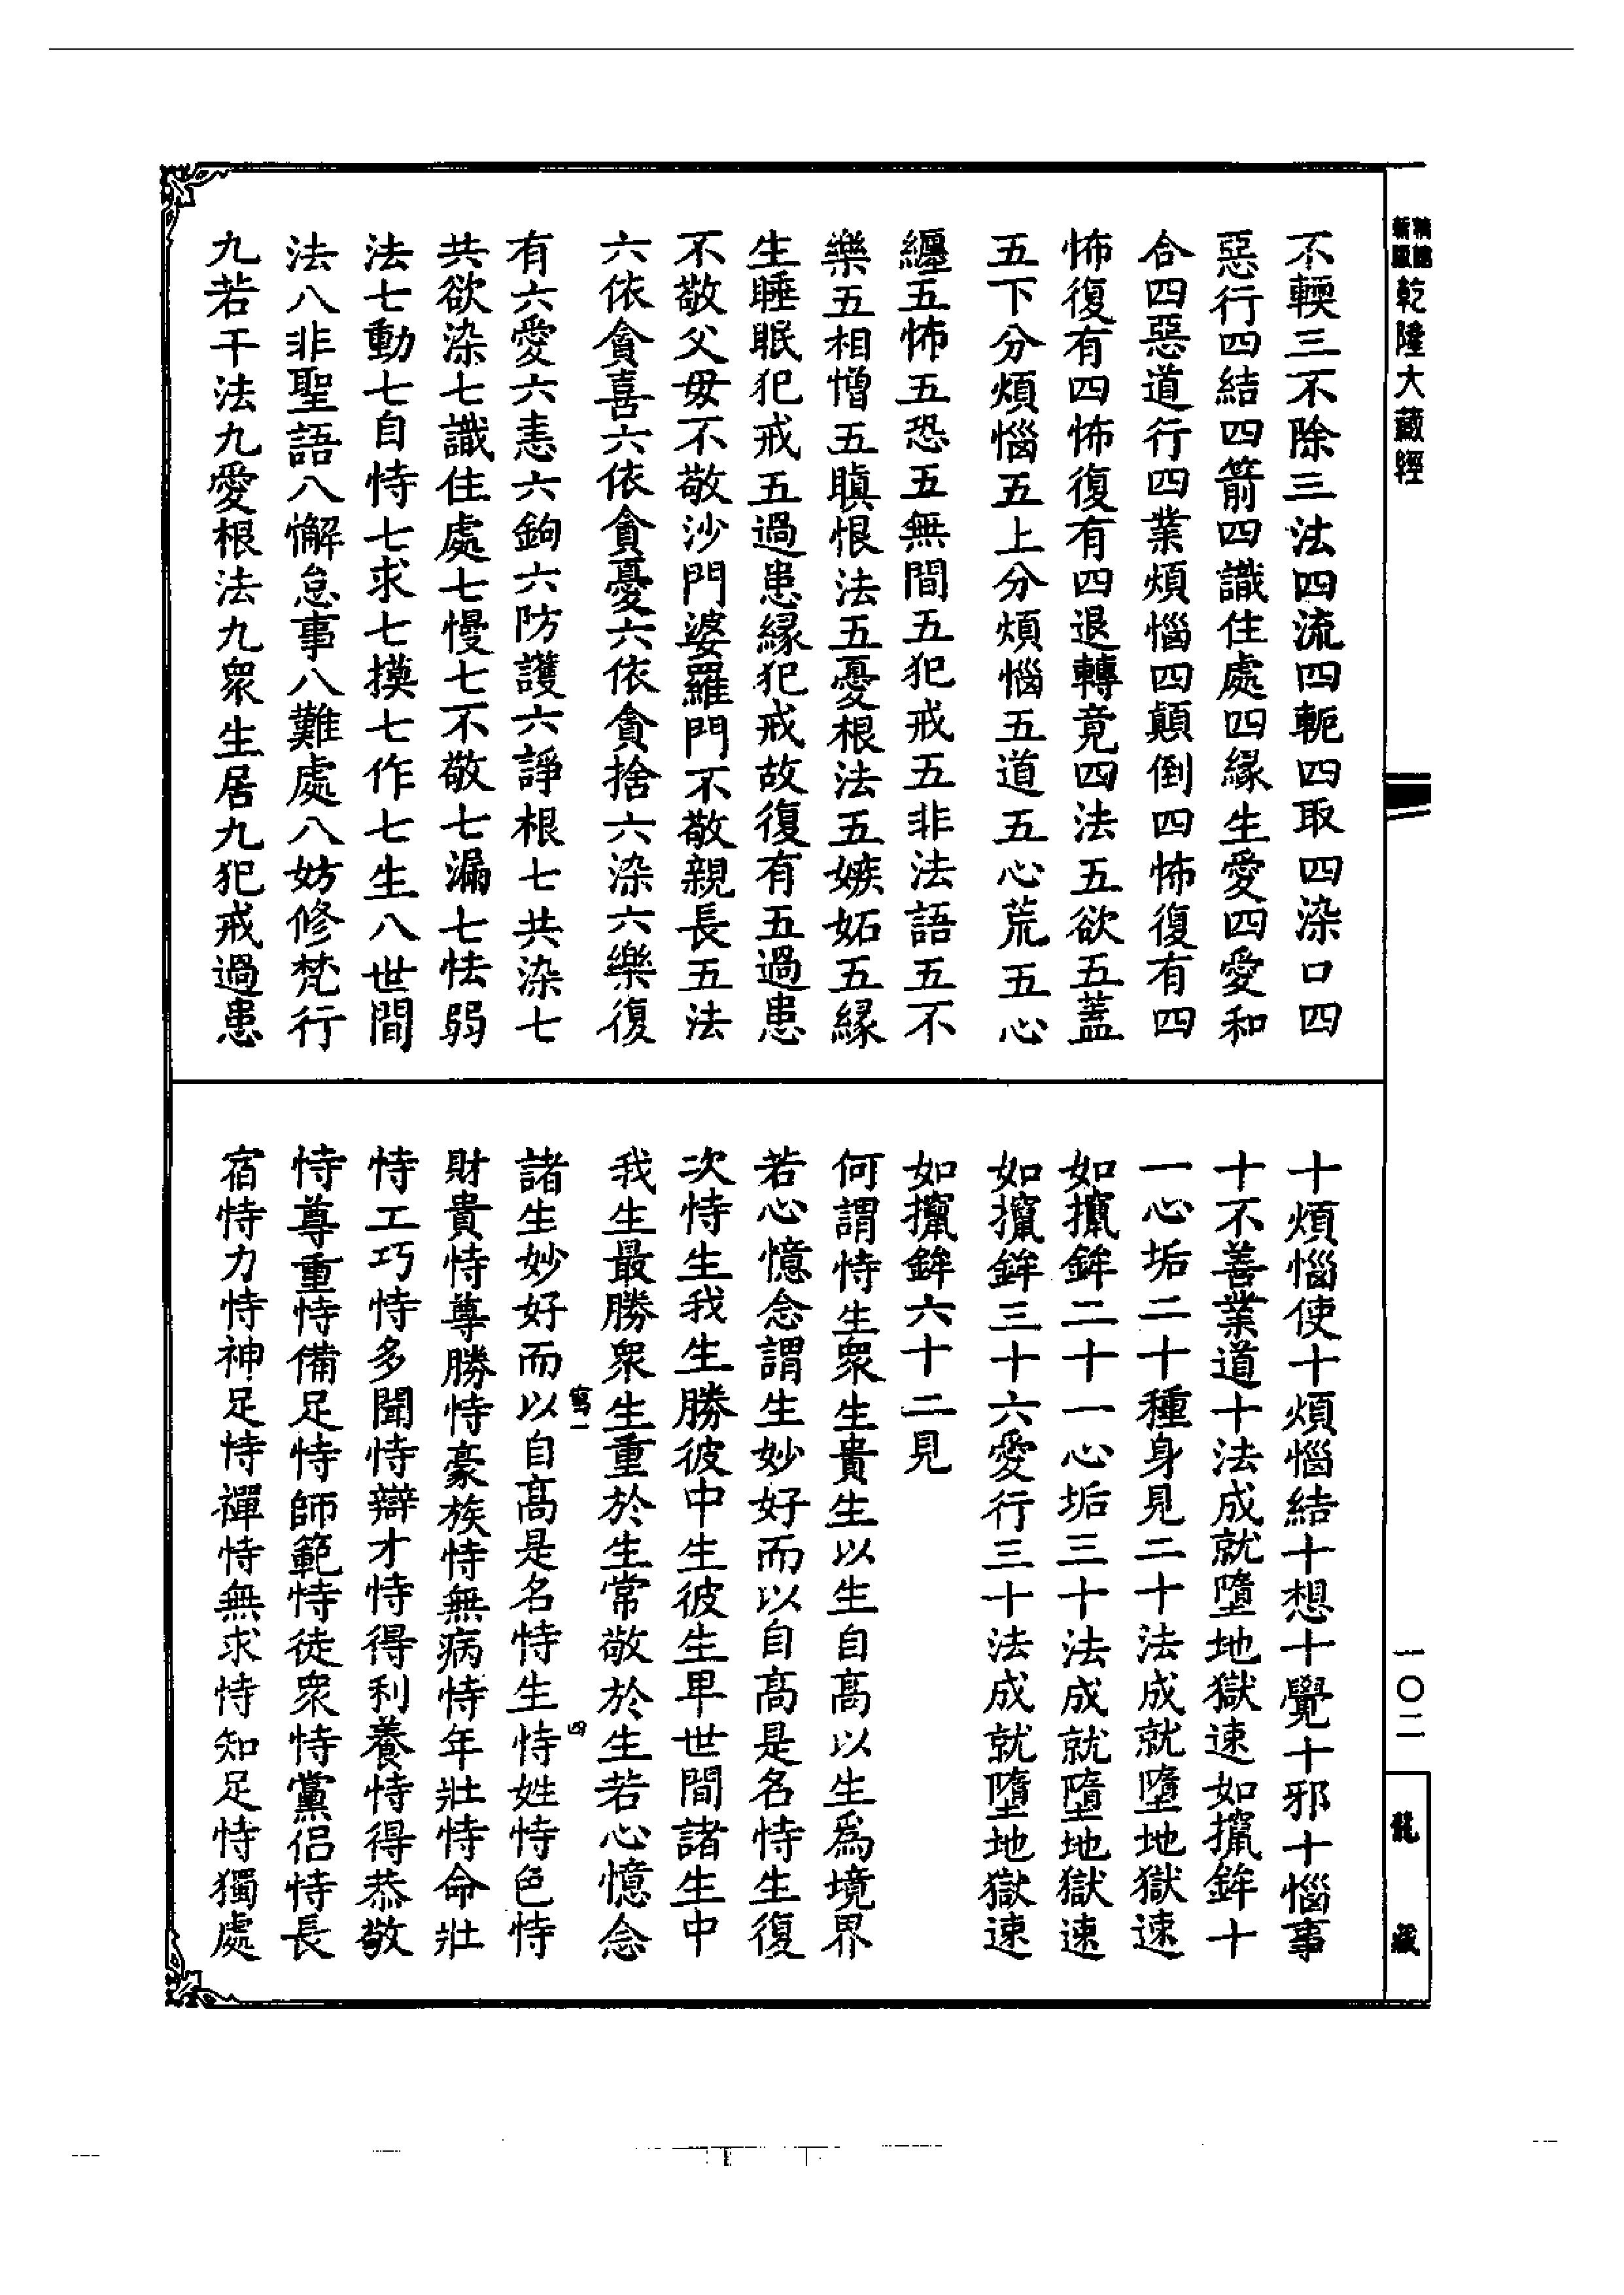 乾隆大藏經
一〇二
龍藏
不輭三不除三法四流四軛四取四染口四
惡行四結四箭四識住處四緣生愛四愛和
合四惡道行四業煩惱四顛倒四怖復有四
怖復有四怖復有四退轉竟四法五欲五蓋
五下分煩惱五上分煩惱五道五心荒五心
纏五怖五恐五無間五犯戒五非法語五不
樂五相憎五瞋恨法五憂根法五嫉妬五緣
生睡眠犯戒五過患緣犯戒故復有五過患
不敬父毋不敬沙門婆羅門不敬親長五法
六依貪喜六依貪憂六依貪捨六染六樂復
有六愛六恚六鉤六防護六諍根七共染七
共欲染七識住處七慢七不敬七漏七怯弱
法七動七自恃七求七摸七作七生八世間
法八非聖語八懈怠事八難處八妨修梵行
九若干法九愛根法九衆生居九犯戒過患
十煩惱使十煩惱結十想十覺十邪十惱事
十不善業道十法成就墮地獄速如攛鉾十
一心垢二十種身見二十法成就墮地獄速
如攛鉾二十一心垢三十法成就墮地獄速
如攛鉾三十六愛行三十法成就墮地獄速
如攛鉾六十二見
何謂恃生衆生貴生以生自高以生爲境界
若心憶念謂生妙好而以自高是名恃生復
次恃生我生勝彼中生彼生卑世間諸生中
我生最勝衆生重於生常敬於生若心憶念
諸生妙好而以自高是名恃生恃姓恃色恃
財貴恃尊勝恃豪族恃無病恃年壯恃命壯
恃工巧恃多聞恃辯才恃得利養恃得恭敬
恃尊重恃備足恃師範恃徒衆恃黨侶恃長
宿恃力恃神足恃禪恃無求恃知足恃獨處